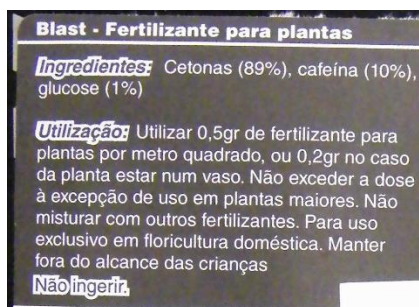 Blast - Fertilizante para plantas
Ingredientes: Cetonas (89%), cafeína (10%),
glucose (1%)
Utilização: Utilizar 0,5gr de fertilizante para
plantas por metro quadrado, ou 0,2gr no caso
da planta estar num vaso. Não exceder a dose
à excepção de uso em plantas maiores. Não
misturar com outros fertilizantes. Para uso
exclusivo em floricultura doméstica. Manter
fora do alcance das crianças
Não ingerir.